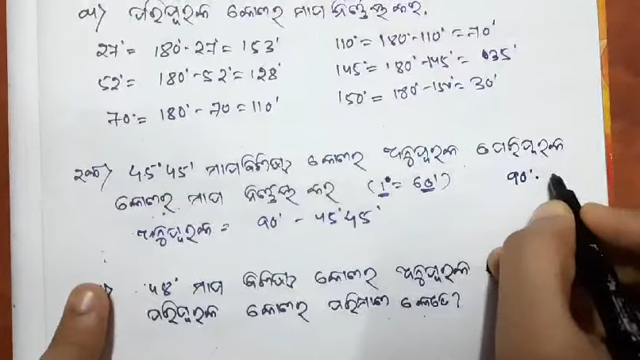 ପରିପୂରକ କୋଣର ମାପ ନିର୍ଣ୍ଣୟ କର.
27° = 180° - 27° = 153°
110° = 180° - 110° = 70°
52° = 180° - 52° = 128°
145° = 180° - 145° = 035°
70° = 180° - 70 = 110°
150° = 180° - 150° = 30°
45°45' ମାପବିଶିଷ୍ଟ କୋଣର ଅନୁପୂରକ ପରିପୂରକ
କୋଣର ମାପ ନିର୍ଣ୍ଣୟ କର (1° = 60')
90°
ଅନୁପୂରକ = 90° - 45°45'
ମାପ ବିଶିଷ୍ଟ କୋଣର ଅନୁପୂରକ
ପରିପୂରକ କୋଣର ପରିମାଣ କେତେ?